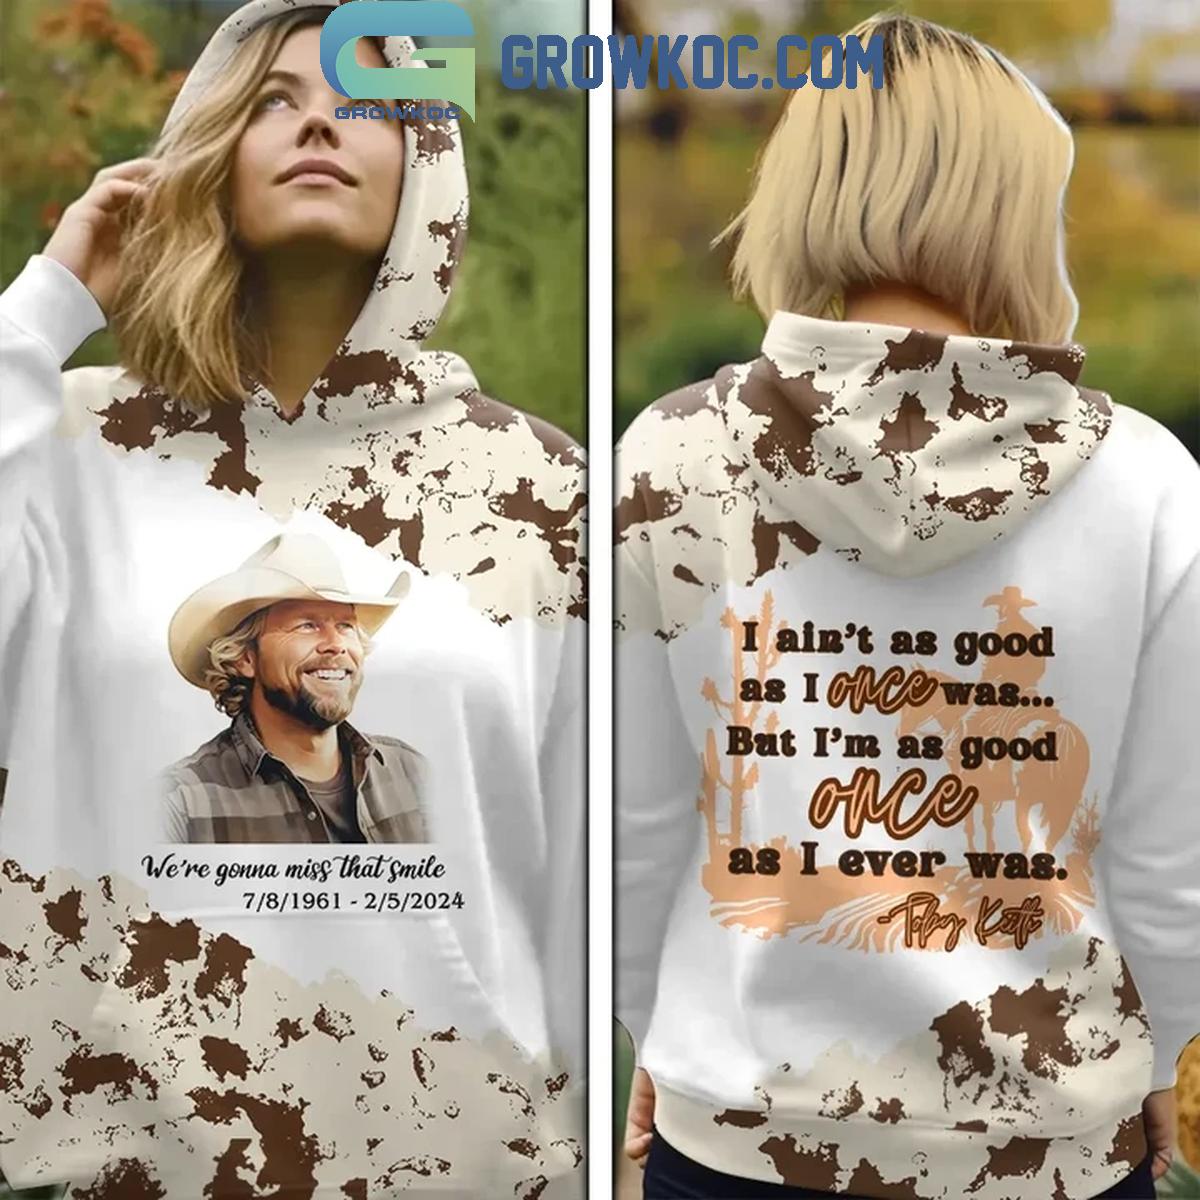 GROWKOC
GROWKOC.COM
We're gonna miss that smile
7/8/1961 - 2/5/2024
I ain't as good
as I once was...
But I'm as good
once
as I ever was.
-Toby Keith